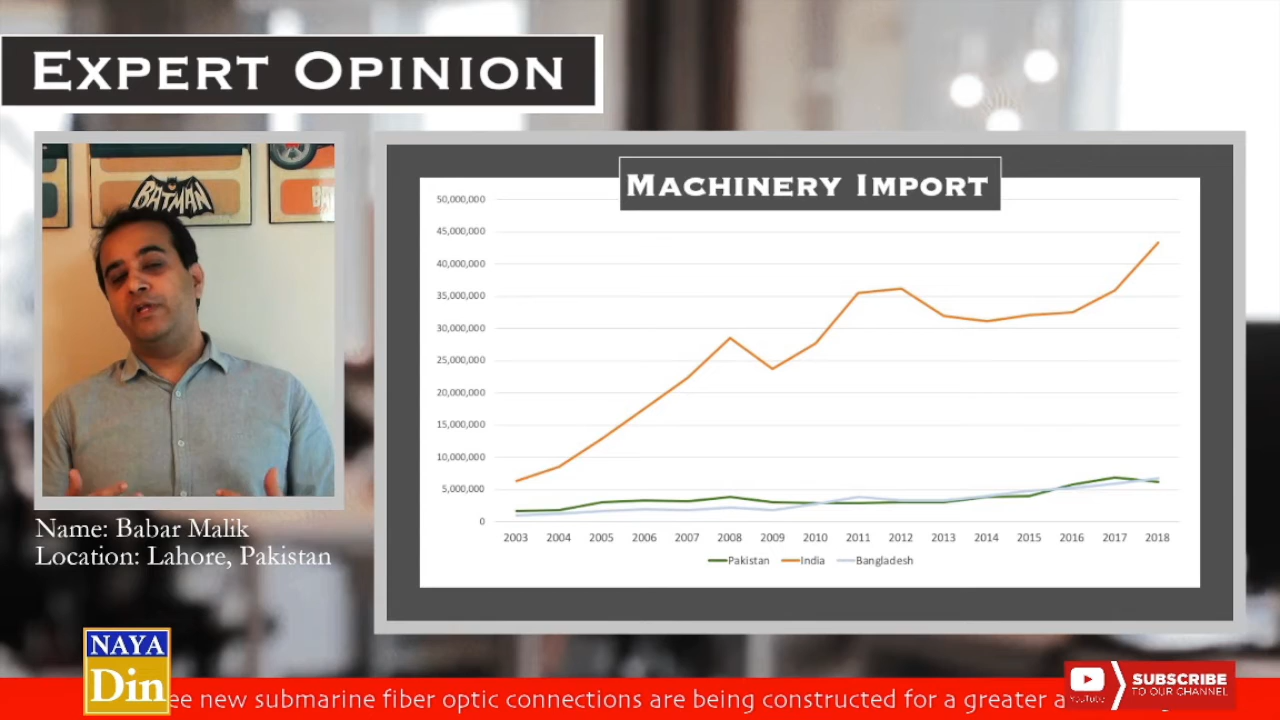 EXPERT OPINION
BATMAN
MACHINERY IMPORT
50,000,000
45,000,000
40,000,000
35,000,000
30,000,000
25,000,000
20,000,000
15,000,000
10,000,000
5,000,000
0
2003 2004 2005 2006 2007 2008 2009 2010 2011 2012 2013 2014 2015 2016 2017 2018
Pakistan India Bangladesh
Name: Babar Malik
Location: Lahore, Pakistan
NAYA
Din
new submarine fiber optic connections are being constructed for a greater
YouTube
SUBSCRIBE
TO OUR CHANNEL